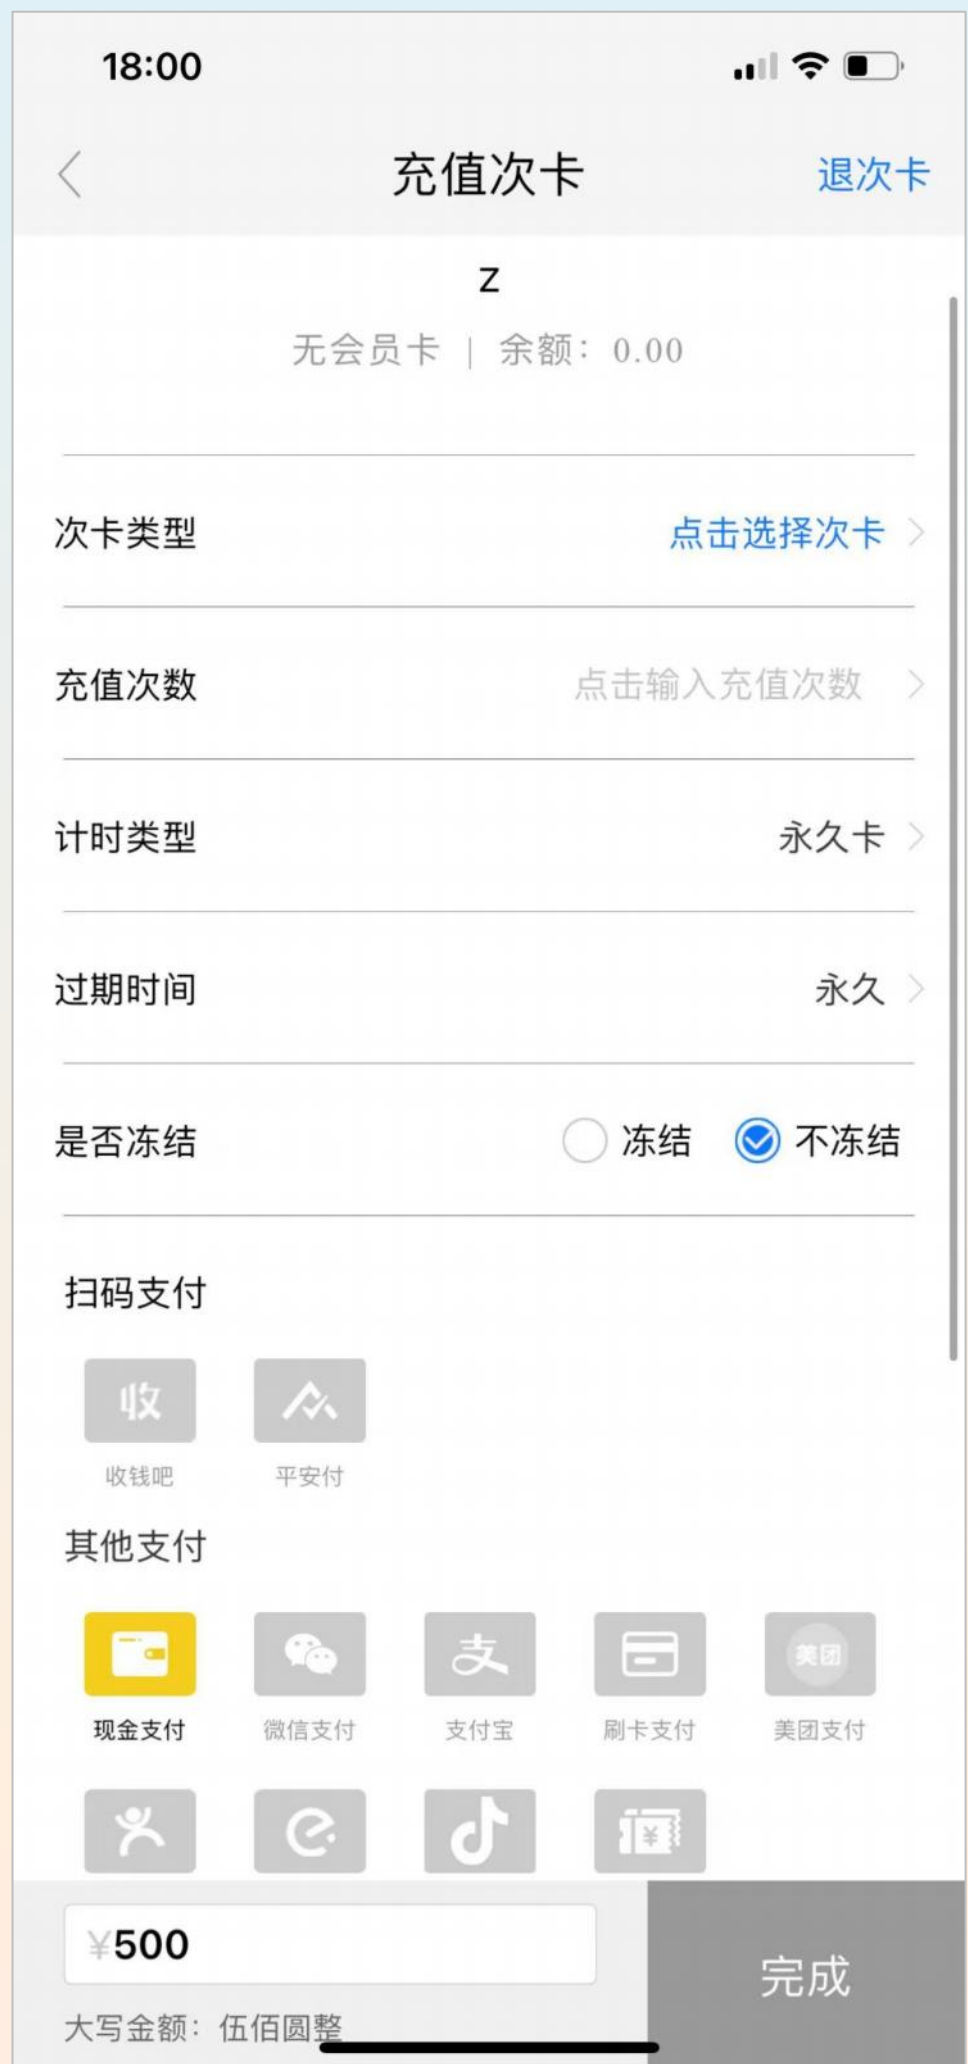 18:00
充值次卡 退次卡
z
无会员卡 | 余额：0.00
次卡类型 点击选择次卡
充值次数 点击输入充值次数
计时类型 永久卡
过期时间 永久
是否冻结 冻结 不冻结
扫码支付
收
收钱吧 平安付
其他支付
支 美团
现金支付 微信支付 支付宝 刷卡支付 美团支付
¥
¥500
完成
大写金额：伍佰圆整